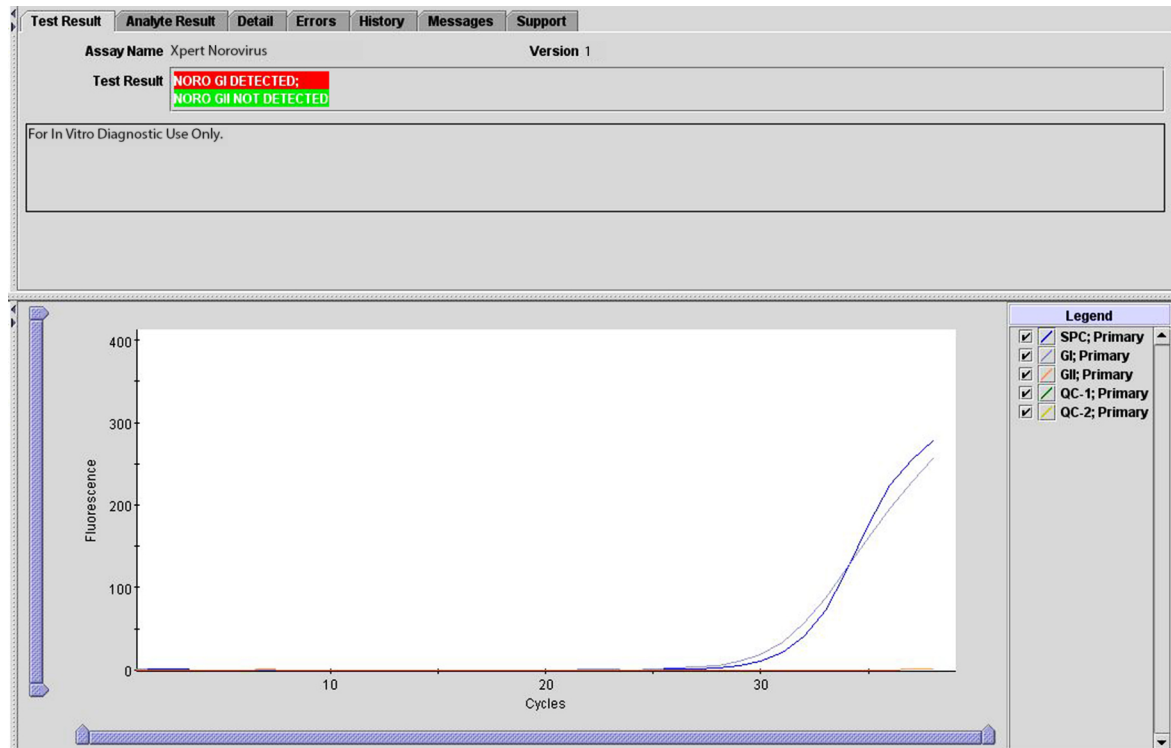 Test Result Analyte Result Detail Errors History Messages Support
Assay Name Xpert Norovirus Version 1
Test Result NORO GI DETECTED;
NORO GII NOT DETECTED
For In Vitro Diagnostic Use Only.
Legend
SPC; Primary
GI; Primary
GII; Primary
QC-1; Primary
QC-2; Primary
400
300
200
100
0
Fluorescence
10 20 30
Cycles